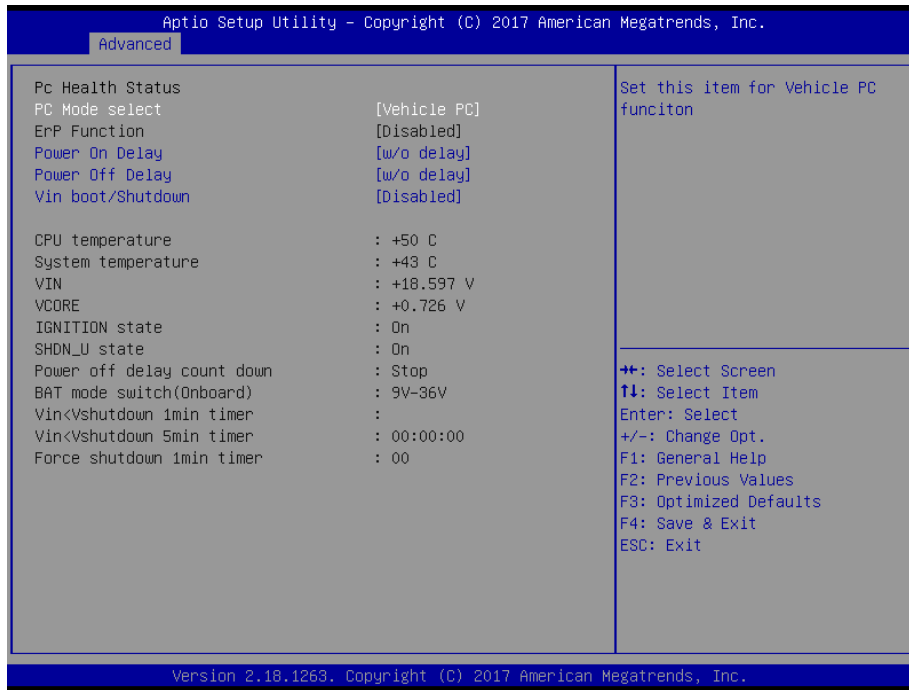 Aptio Setup Utility – Copyright (C) 2017 American Megatrends, Inc.
Advanced
Pc Health Status
PC Mode select [Vehicle PC]
ErP Function [Disabled]
Power On Delay [w/o delay]
Power Off Delay [w/o delay]
Vin boot/Shutdown [Disabled]
CPU temperature : +50 C
System temperature : +43 C
VIN : +18.597 V
VCORE : +0.726 V
IGNITION state : On
SHDN_U state : On
Power off delay count down : Stop
BAT mode switch(Onboard) : 9V-36V
Vin<Vshutdown 1min timer :
Vin<Vshutdown 5min timer : 00:00:00
Force shutdown 1min timer : 00
Set this item for Vehicle PC
funciton
→←: Select Screen
↑↓: Select Item
Enter: Select
+/-: Change Opt.
F1: General Help
F2: Previous Values
F3: Optimized Defaults
F4: Save & Exit
ESC: Exit
Version 2.18.1263. Copyright (C) 2017 American Megatrends, Inc.